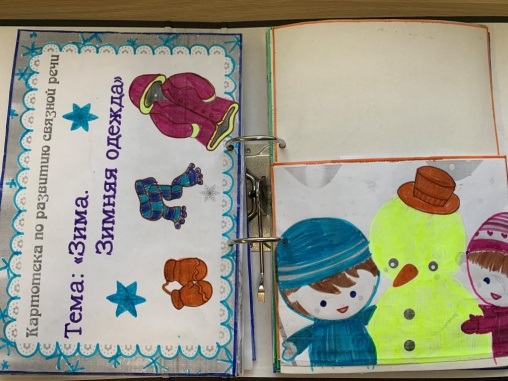 Картотека по развитию связной речи
Тема: «Зима.
Зимняя одежда»